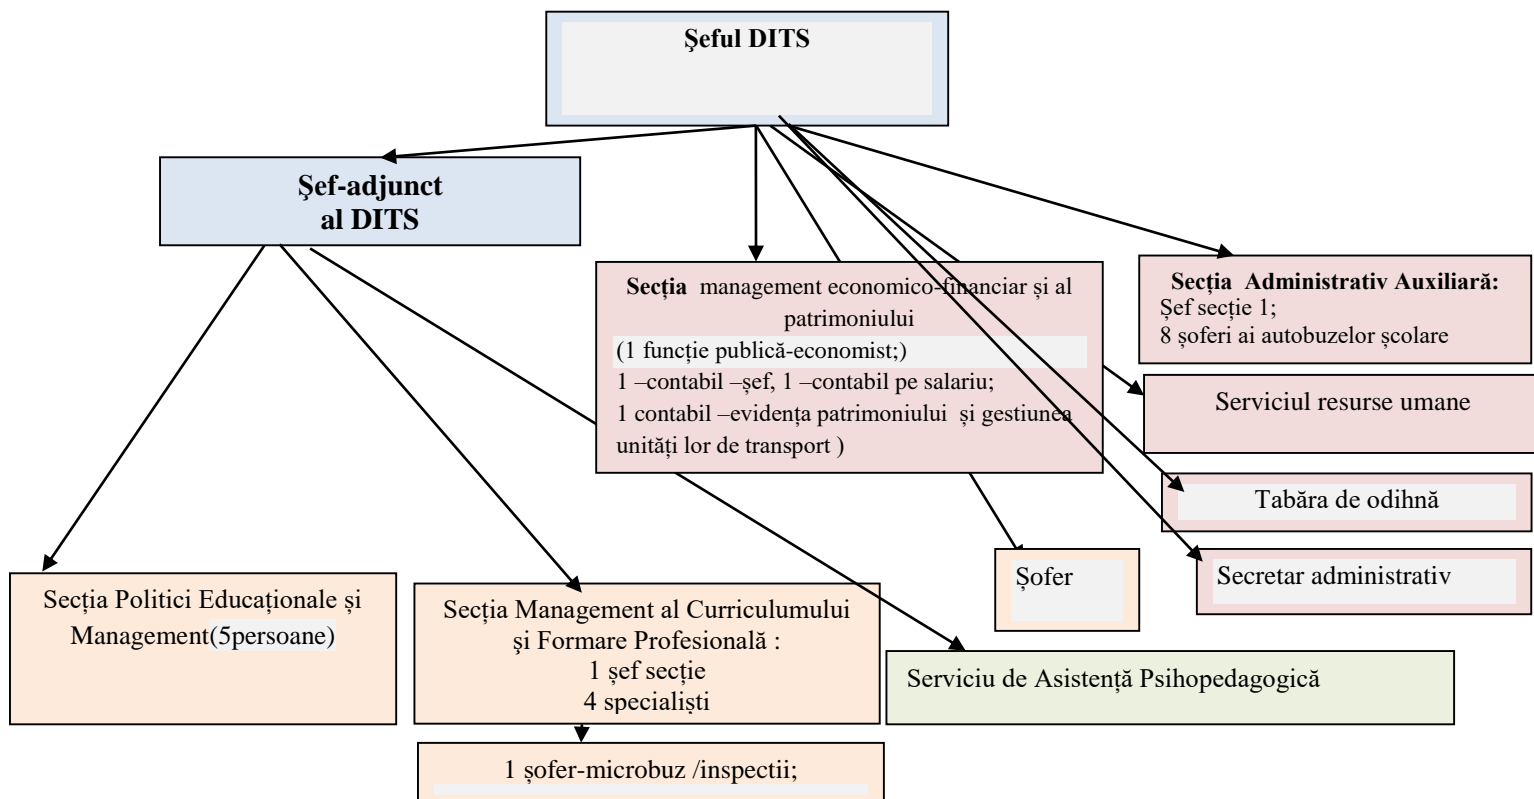 Şeful DITS
Şef-adjunct
al DITS
Secția management economico-financiar și al
patrimoniului
(1 funcție publică-economist;)
1 –contabil –șef, 1 –contabil pe salariu;
1 contabil –evidența patrimoniului și gestiunea
unități lor de transport )
Secția Administrativ Auxiliară:
Șef secție 1;
8 șoferi ai autobuzelor școlare
Serviciul resurse umane
Tabăra de odihnă
Secretar administrativ
Șofer
Secția Politici Educaționale și
Management(5persoane)
Secția Management al Curriculumului
şi Formare Profesională :
1 șef secție
4 specialiști
Serviciu de Asistență Psihopedagogică
1 șofer-microbuz /inspectii;